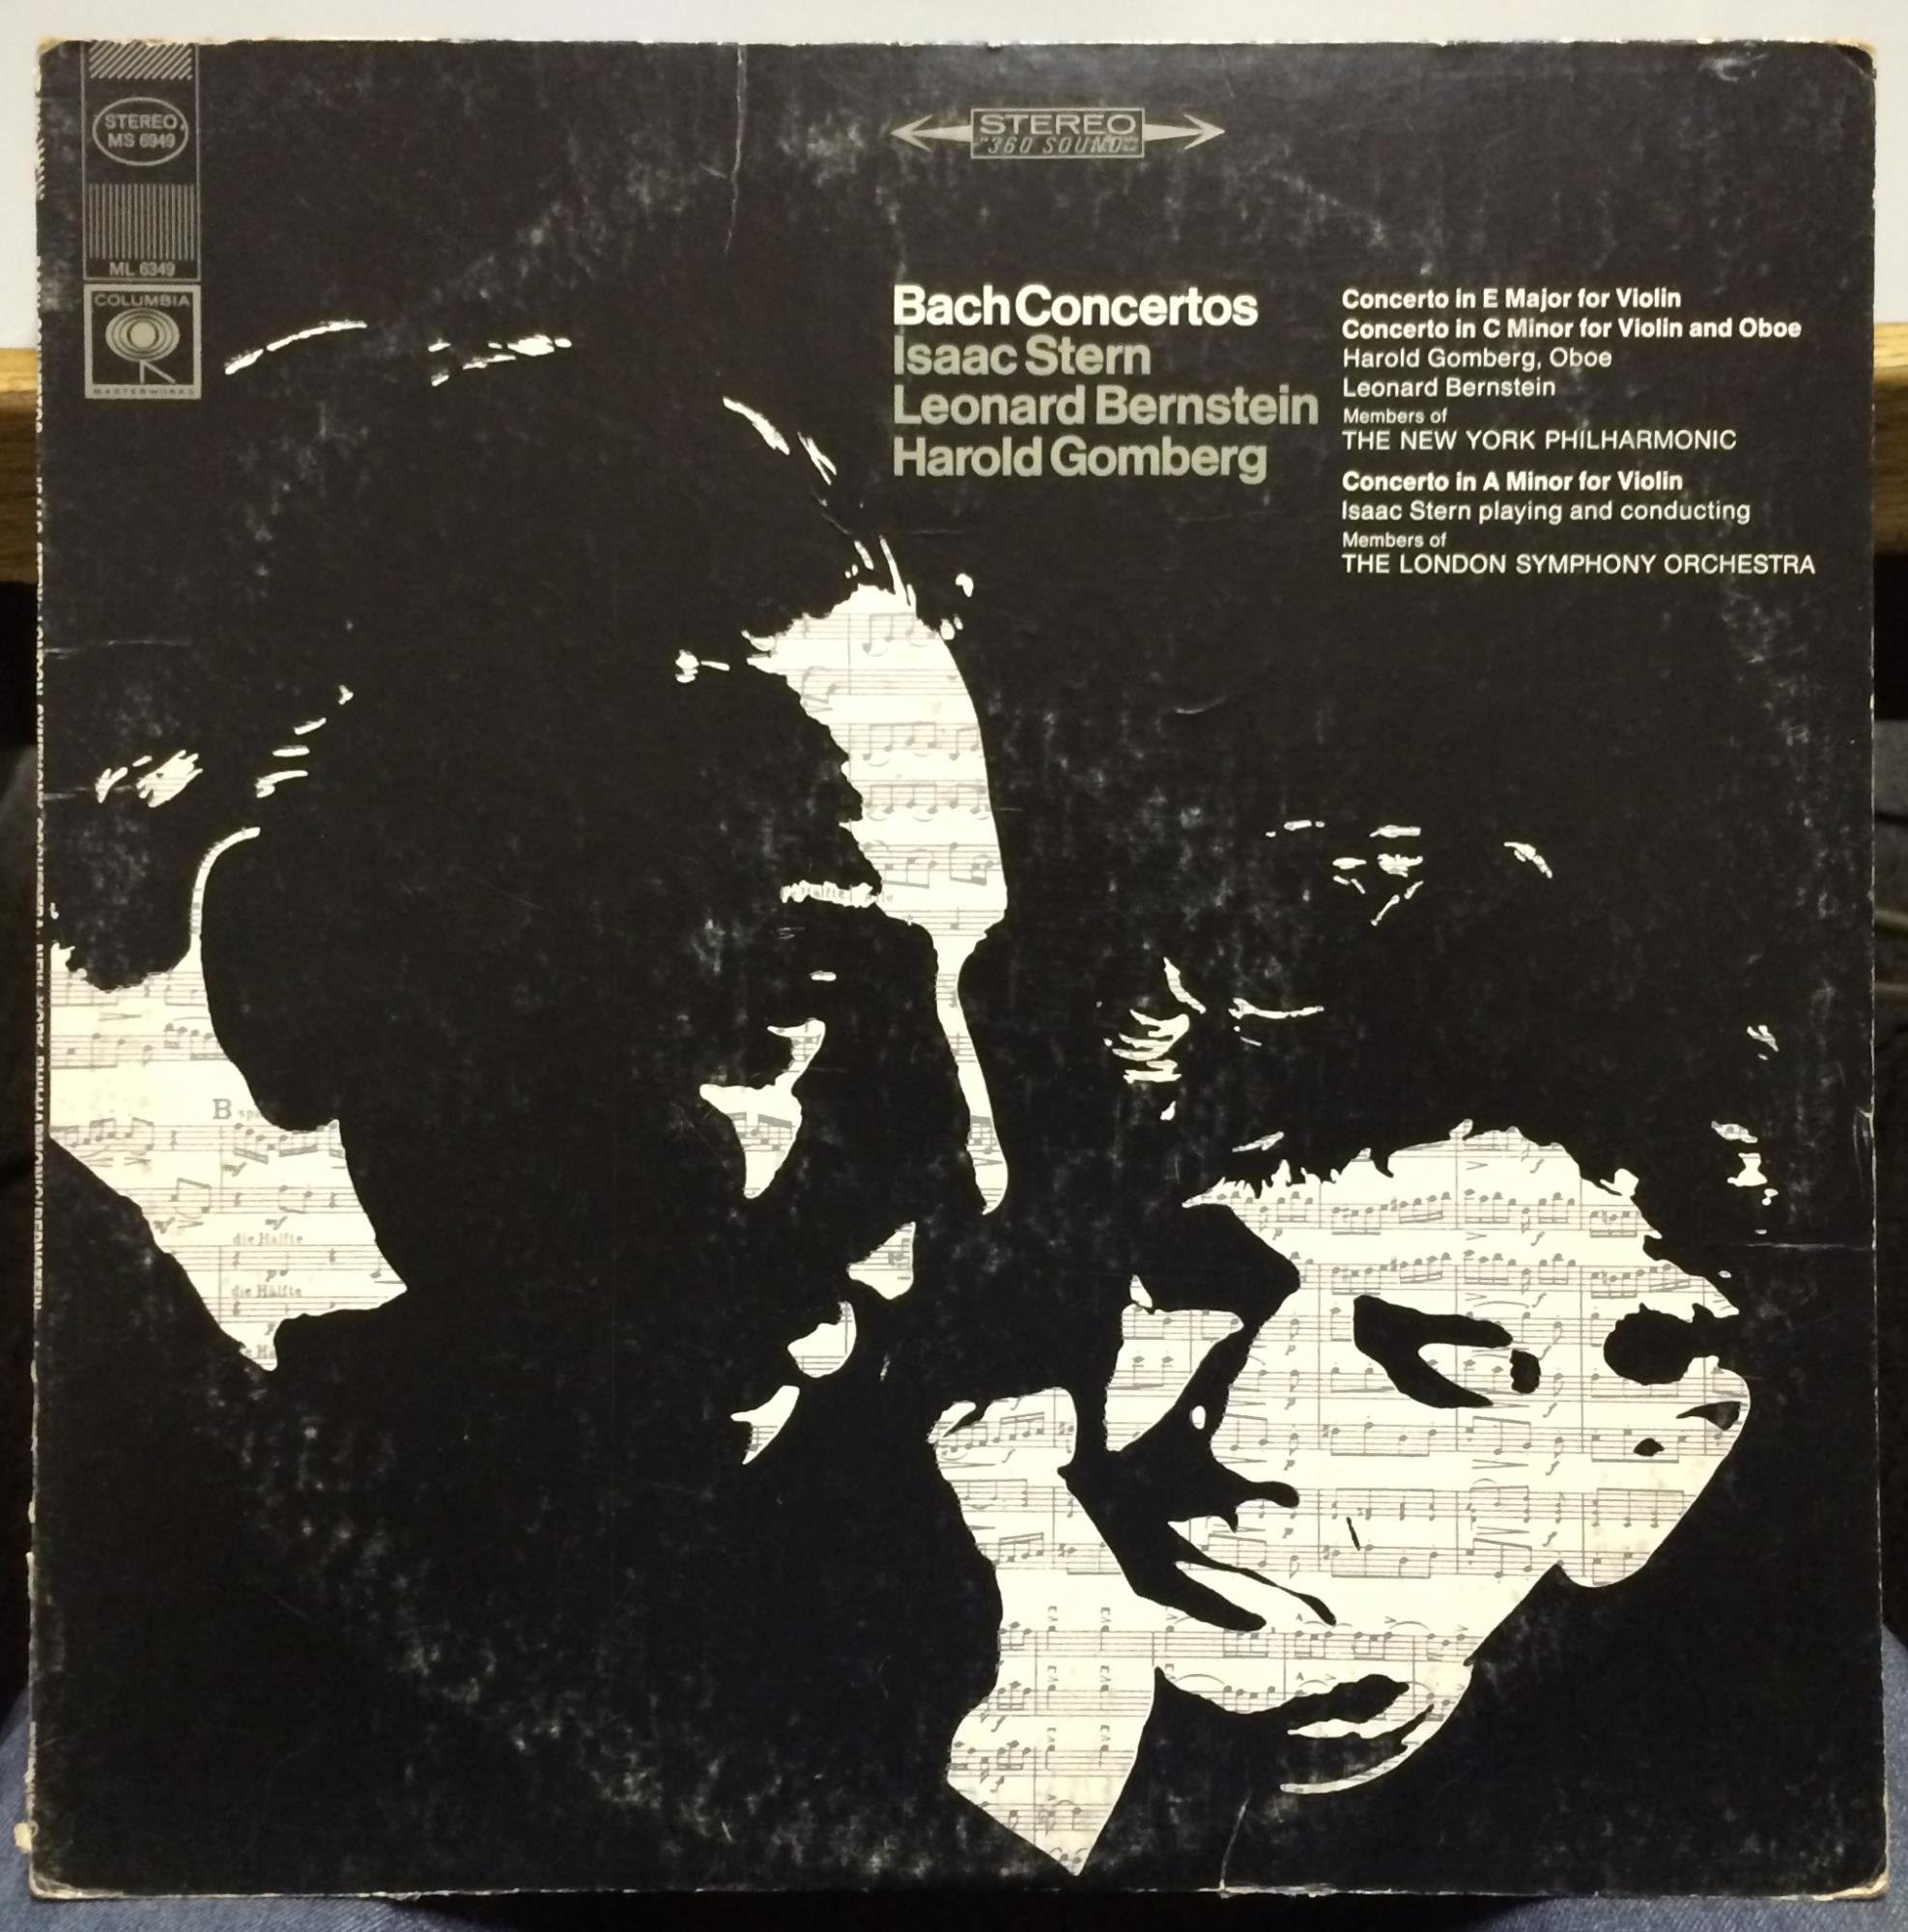 STEREO
MS 6949
ML 6349
COLUMBIA
MASTERWORKS
STEREO
"360 SOUND"
Bach Concertos
Isaac Stern
Leonard Bernstein
Harold Gomberg
Concerto in E Major for Violin
Concerto in C Minor for Violin and Oboe
Harold Gomberg, Oboe
Leonard Bernstein
Members of
THE NEW YORK PHILHARMONIC
Concerto in A Minor for Violin
Isaac Stern playing and conducting
Members of
THE LONDON SYMPHONY ORCHESTRA
B
die Hälfte
die Hälfte